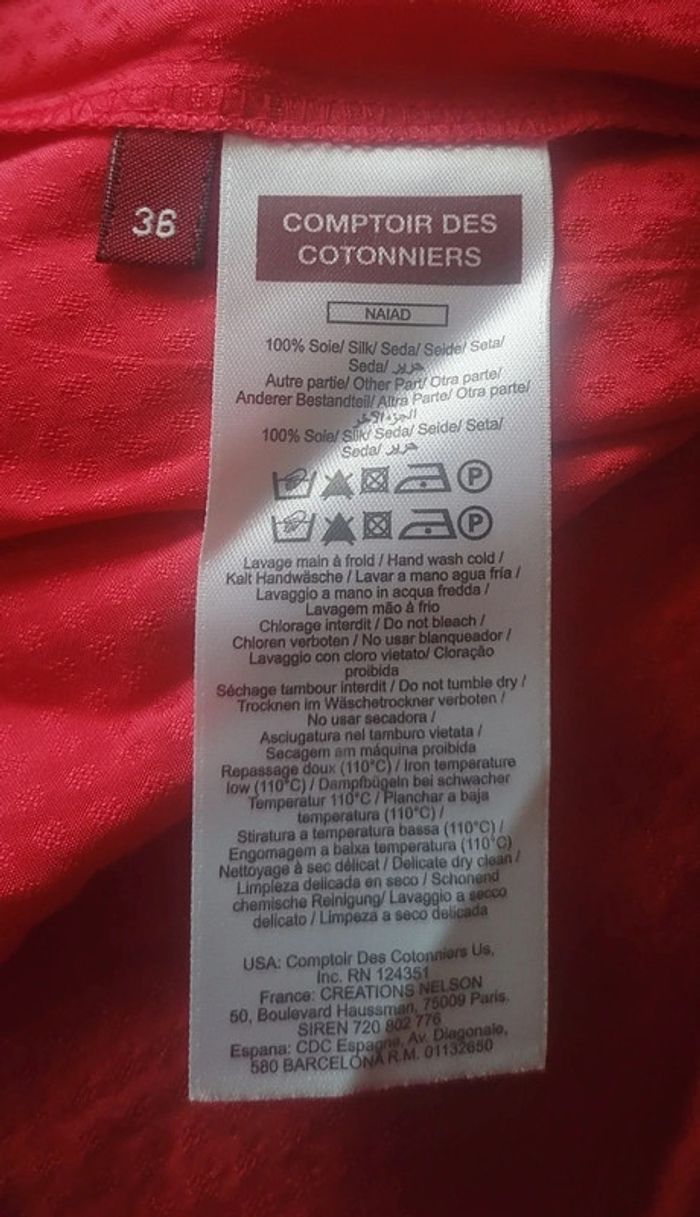 36
COMPTOIR DES
COTONNIERS
NAIAD
100% Soie/ Silk/ Seda/ Seide/ Seta/
Seda/ حرير
Autre partie/ Other Part/ Otra parte/
Anderer Bestandteil/ Altra Parte/ Otra parte/
الجزء الآخر
100% Soie/ Silk/ Seda/ Seide/ Seta/
Seda/ حرير
P
P
Lavage main à froid / Hand wash cold /
Kalt Handwäsche / Lavar a mano agua fría /
Lavaggio a mano in acqua fredda /
Lavagem mão à frio
Chlorage interdit / Do not bleach /
Chloren verboten / No usar blanqueador /
Lavaggio con cloro vietato/ Cloração
proibida
Séchage tambour interdit / Do not tumble dry /
Trocknen im Wäschetrockner verboten /
No usar secadora /
Asciugatura nel tamburo vietata /
Secagem am máquina proibida
Repassage doux (110°C) / Iron temperature
low (110°C) / Dampfbügeln bei schwacher
Temperatur 110°C / Planchar a baja
temperatura (110°C) /
Stiratura a temperatura bassa (110°C) /
Engomagem a baixa temperatura (110°C)
Nettoyage à sec délicat / Delicate dry clean /
Limpieza delicada en seco / Schonend
chemische Reinigung/ Lavaggio a secco
delicato / Limpeza a seco delicada
USA: Comptoir Des Cotonniers Us,
Inc. RN 124351
France: CREATIONS NELSON
50, Boulevard Haussman, 75009 Paris.
SIREN 720 802 776
Espana: CDC Espagne, Av. Diagonale,
580 BARCELONA R.M. 01132650